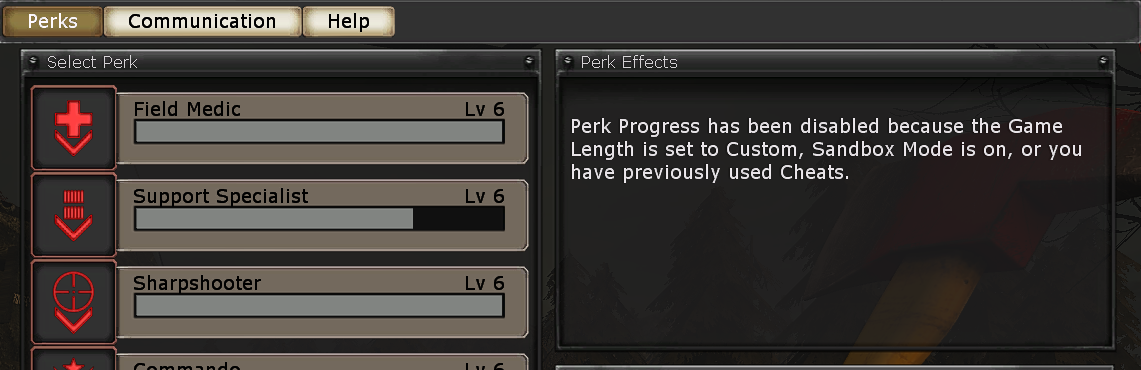 Perks
Communication
Help
Select Perk
Perk Effects
Field Medic
Lv 6
Support Specialist
Lv 6
Sharpshooter
Lv 6
Commando
Lv 6
Perk Progress has been disabled because the Game
Length is set to Custom, Sandbox Mode is on, or you
have previously used Cheats.